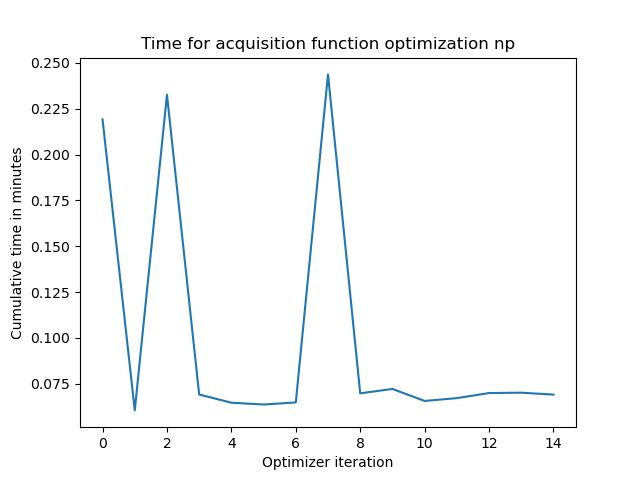 Time for acquisition function optimization np
0.250
0.225
0.200
0.175
0.150
0.125
0.100
0.075
Cumulative time in minutes
0 2 4 6 8 10 12 14
Optimizer iteration